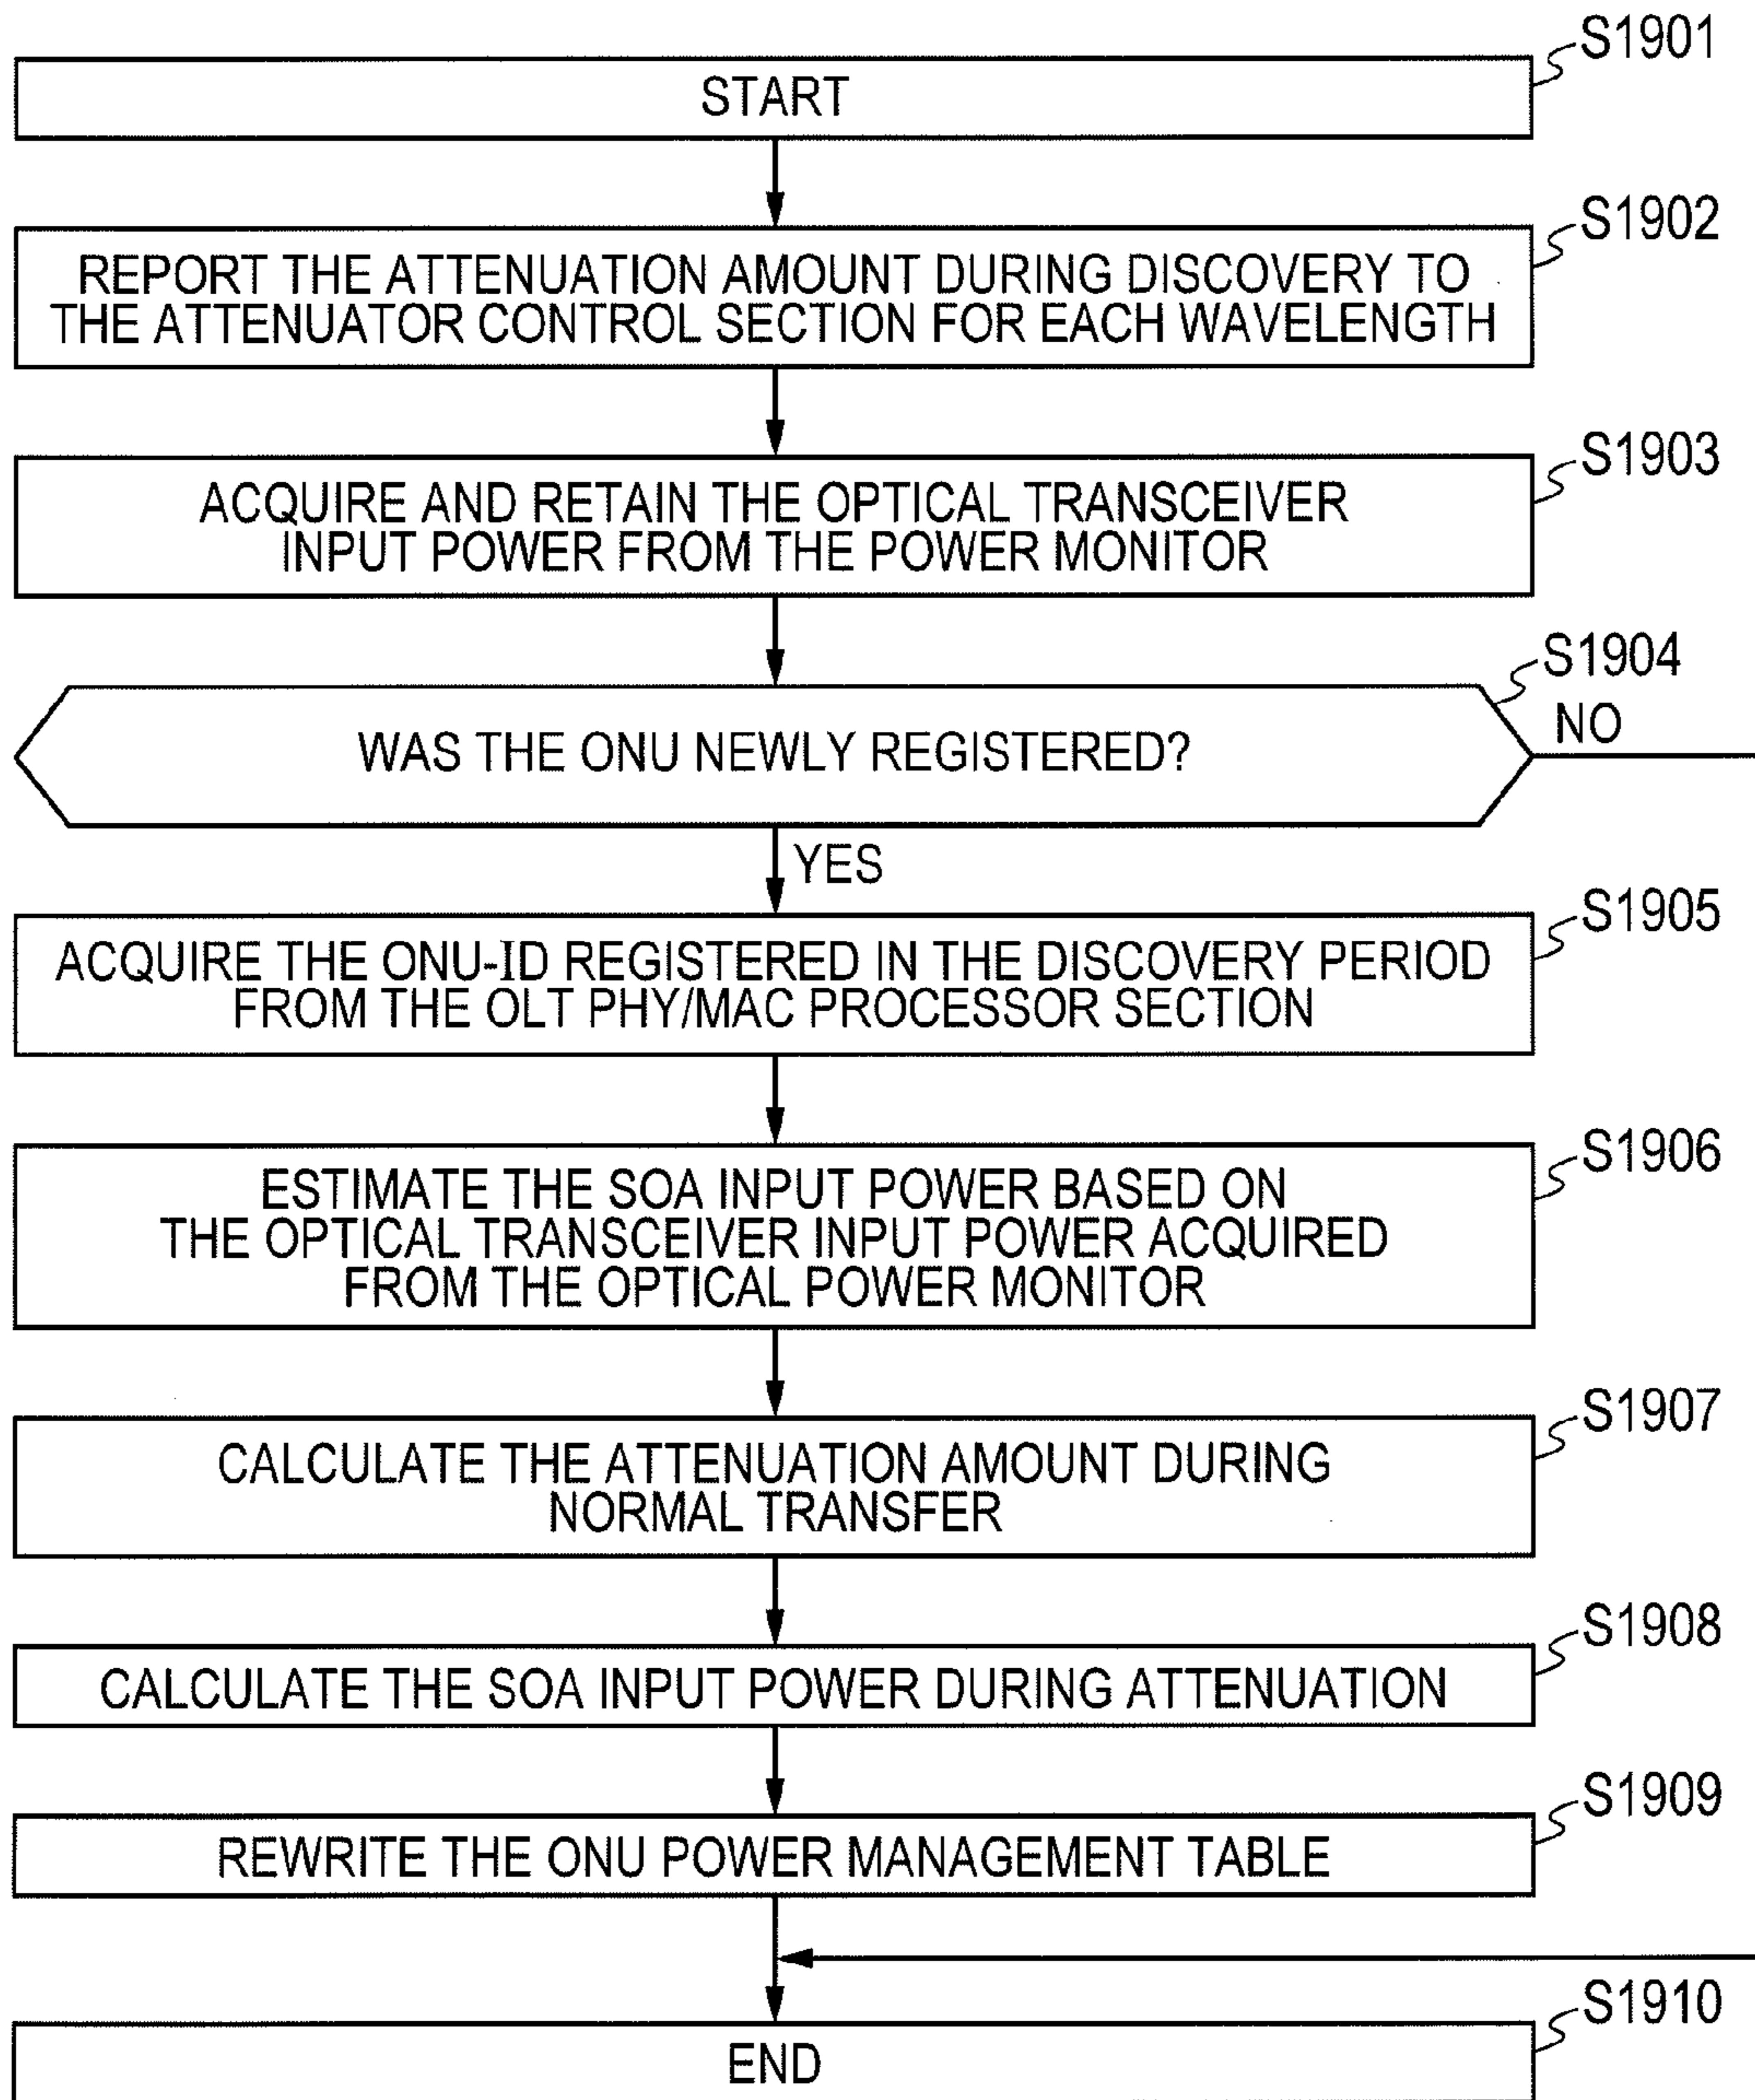 S1901
START
S1902
REPORT THE ATTENUATION AMOUNT DURING DISCOVERY TO
THE ATTENUATOR CONTROL SECTION FOR EACH WAVELENGTH
S1903
ACQUIRE AND RETAIN THE OPTICAL TRANSCEIVER
INPUT POWER FROM THE POWER MONITOR
S1904
WAS THE ONU NEWLY REGISTERED?
NO
YES
S1905
ACQUIRE THE ONU-ID REGISTERED IN THE DISCOVERY PERIOD
FROM THE OLT PHY/MAC PROCESSOR SECTION
S1906
ESTIMATE THE SOA INPUT POWER BASED ON
THE OPTICAL TRANSCEIVER INPUT POWER ACQUIRED
FROM THE OPTICAL POWER MONITOR
S1907
CALCULATE THE ATTENUATION AMOUNT DURING
NORMAL TRANSFER
S1908
CALCULATE THE SOA INPUT POWER DURING ATTENUATION
S1909
REWRITE THE ONU POWER MANAGEMENT TABLE
S1910
END